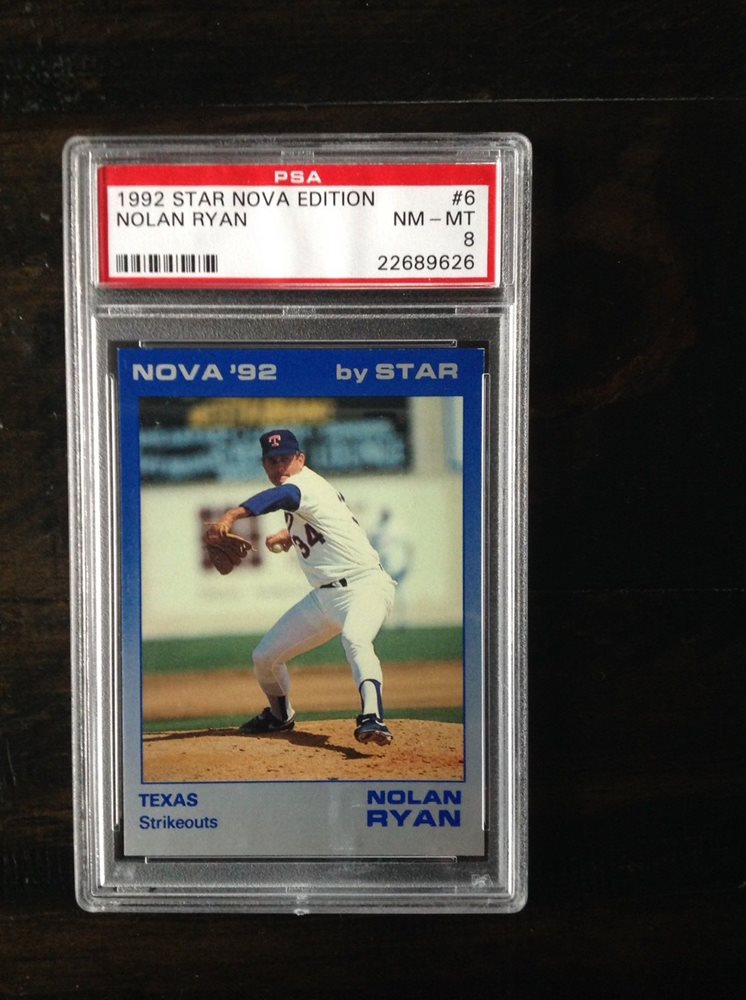 PSA
1992 STAR NOVA EDITION #6
NOLAN RYAN NM – MT
8
22689626
NOVA '92 by STAR
T
34
TEXAS NOLAN
Strikeouts RYAN